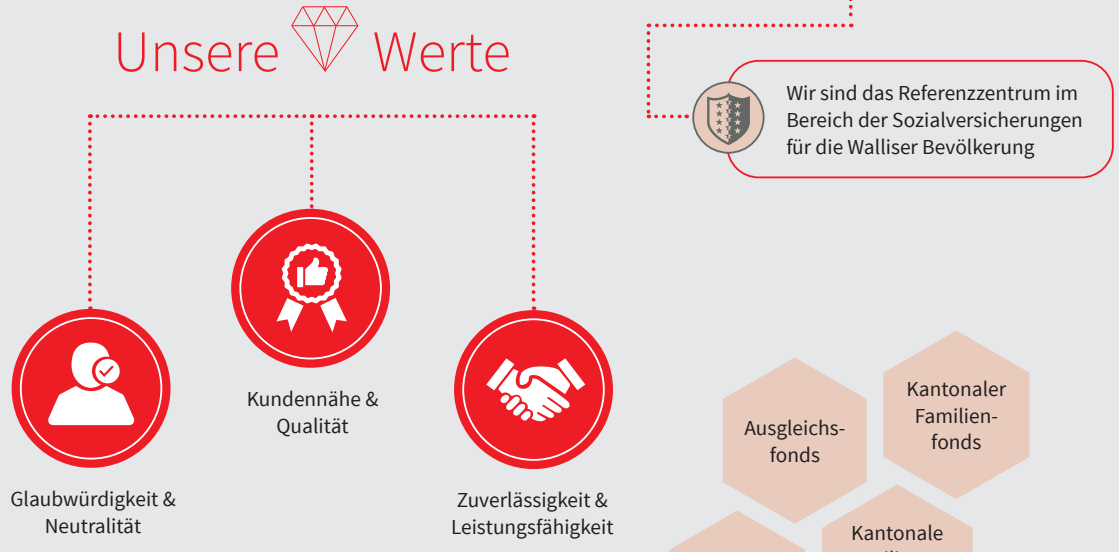 Unsere Werte
Wir sind das Referenzzentrum im
Bereich der Sozialversicherungen
für die Walliser Bevölkerung
Kundennähe &
Qualität
Glaubwürdigkeit &
Neutralität
Zuverlässigkeit &
Leistungsfähigkeit
Ausgleichs-
fonds
Kantonaler
Familien-
fonds
Kantonale